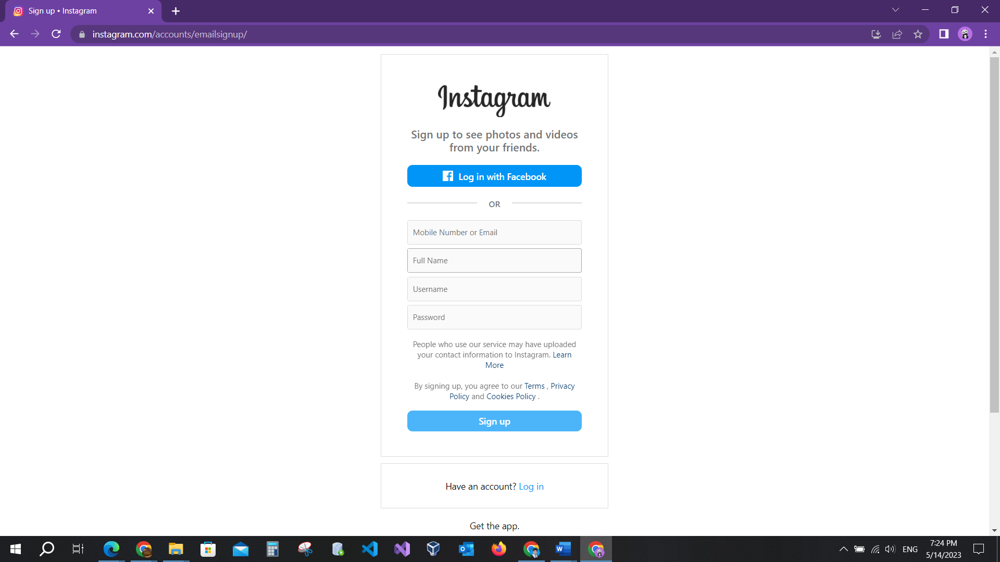 Sign up • Instagram
instagram.com/accounts/emailsignup/
Instagram
Sign up to see photos and videos
from your friends.
Log in with Facebook
OR
Mobile Number or Email
Full Name
Username
Password
People who use our service may have uploaded
your contact information to Instagram. Learn
More
By signing up, you agree to our Terms , Privacy
Policy and Cookies Policy .
Sign up
Have an account? Log in
Get the app.
ENG
7:24 PM
5/14/2023